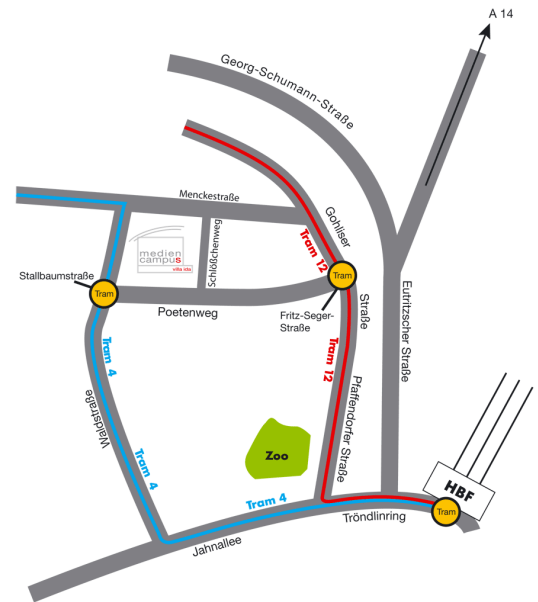 A 14
Georg-Schumann-Straße
Menckestraße
Gohliser
Schlößchenweg
medien
campus
villa ida
Tram 12
Stallbaumstraße
Tram
Tram
Poetenweg
Fritz-Seger-
Straße
Straße
Eutritzscher Straße
Tram 4
Tram 12
Waldstraße
Pfaffendorfer Straße
Tram 4
Zoo
HBF
Tram 4
Tram
Tröndlinring
Jahnallee